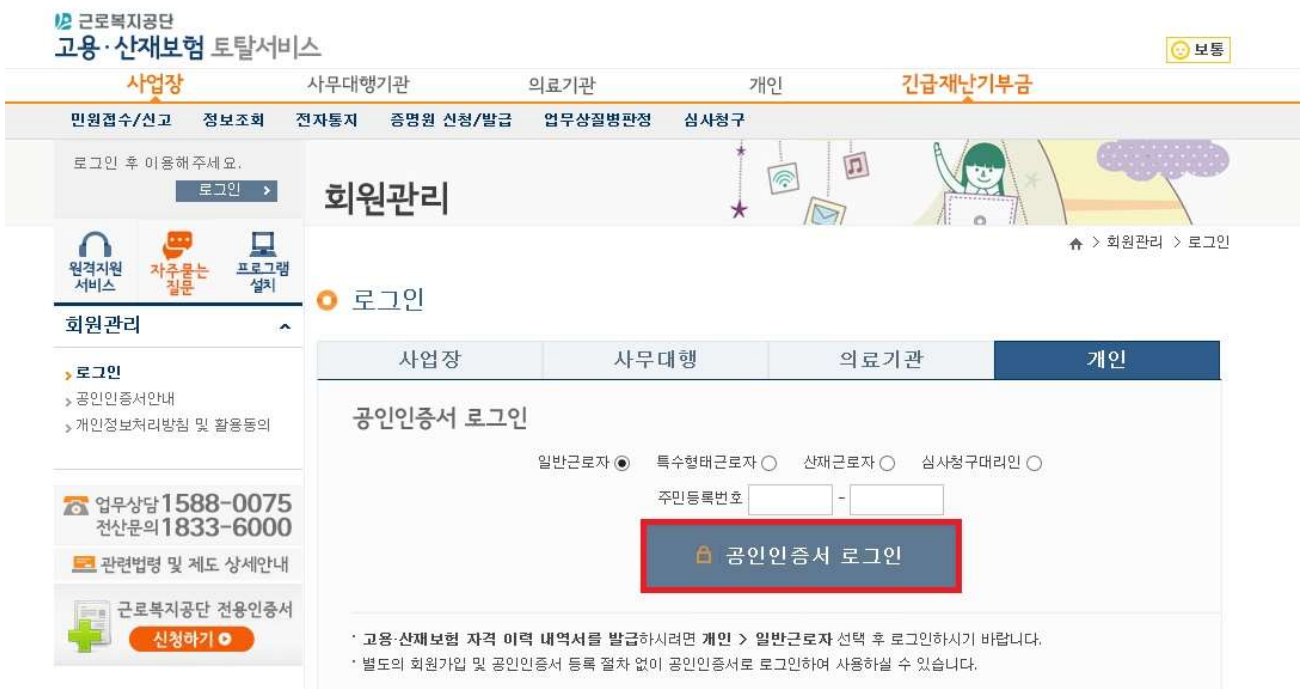 근로복지공단
고용·산재보험 토탈서비스
보통
사업장 사무대행기관 의료기관 개인 긴급재난기부금
민원접수/신고 정보조회 전자통지 증명원 신청/발급 업무상질병판정 심사청구
로그인 후 이용해주세요.
로그인 >
회원관리
> 회원관리 > 로그인
원격지원
서비스
자주묻는
질문
프로그램
설치
회원관리
> 로그인
> 공인인증서안내
> 개인정보처리방침 및 활용동의
업무상담 1588-0075
전산문의 1833-6000
관련법령 및 제도 상세안내
근로복지공단 전용인증서
신청하기
로그인
사업장 사무대행 의료기관 개인
공인인증서 로그인
일반근로자 특수형태근로자 산재근로자 심사청구대리인
주민등록번호 -
공인인증서 로그인
· 고용·산재보험 자격 이력 내역서를 발급하시려면 개인 > 일반근로자 선택 후 로그인하시기 바랍니다.
· 별도의 회원가입 및 공인인증서 등록 절차 없이 공인인증서로 로그인하여 사용하실 수 있습니다.